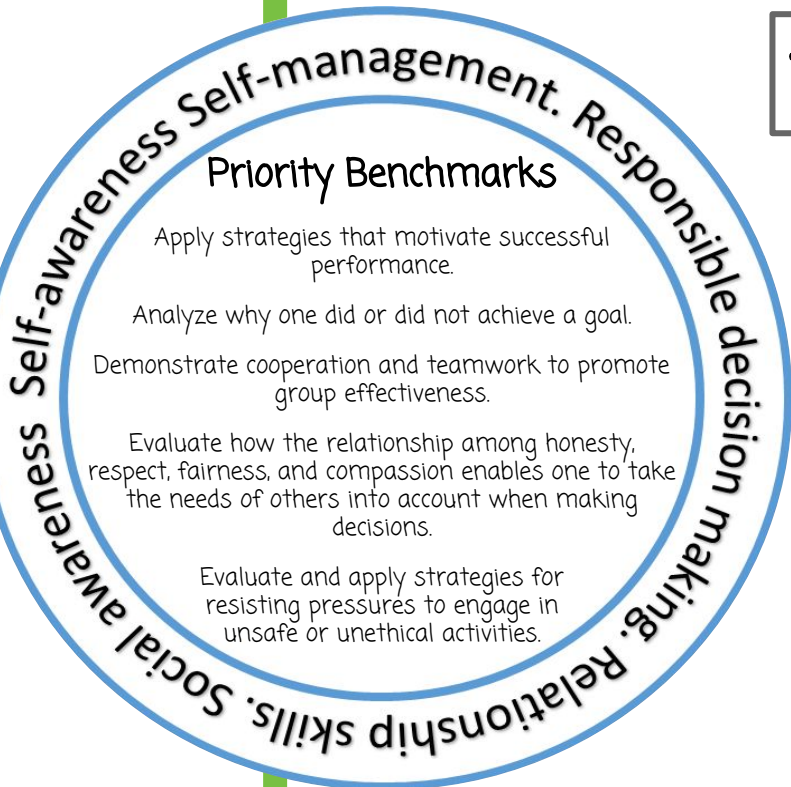 Self-awareness Self-management. Responsible decision making. Relationship skills. Social awareness
Priority Benchmarks
Apply strategies that motivate successful
performance.
Analyze why one did or did not achieve a goal.
Demonstrate cooperation and teamwork to promote
group effectiveness.
Evaluate how the relationship among honesty,
respect, fairness, and compassion enables one to take
the needs of others into account when making
decisions.
Evaluate and apply strategies for
resisting pressures to engage in
unsafe or unethical activities.